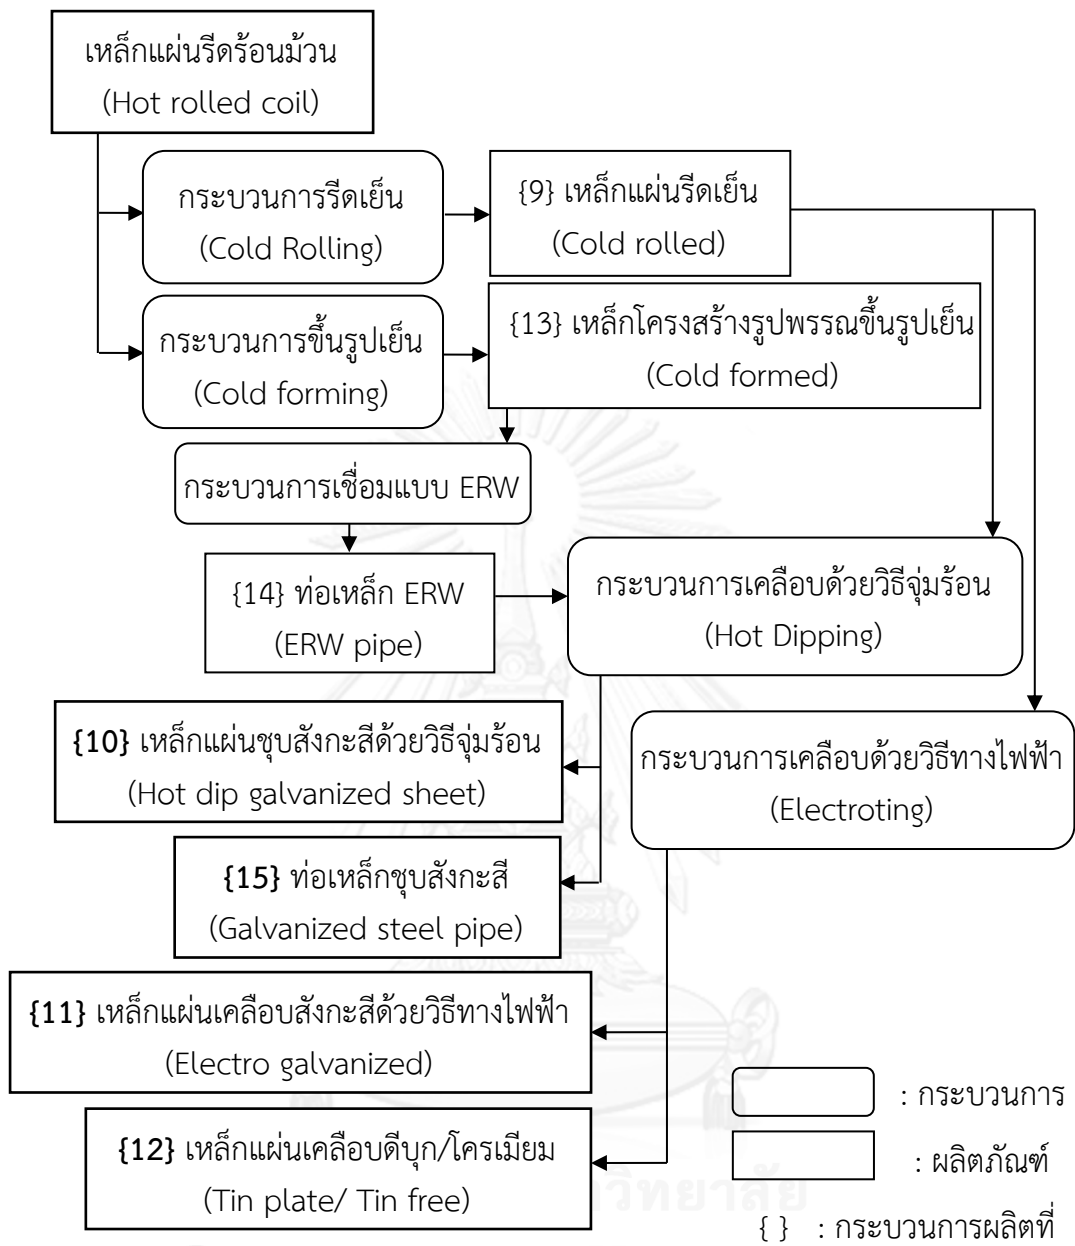 เหล็กแผ่นรีดร้อนม้วน
(Hot rolled coil)
กระบวนการรีดเย็น
(Cold Rolling)
{9} เหล็กแผ่นรีดเย็น
(Cold rolled)
กระบวนการขึ้นรูปเย็น
(Cold forming)
{13} เหล็กโครงสร้างรูปพรรณขึ้นรูปเย็น
(Cold formed)
กระบวนการเชื่อมแบบ ERW
{14} ท่อเหล็ก ERW
(ERW pipe)
กระบวนการเคลือบด้วยวิธีจุ่มร้อน
(Hot Dipping)
{10} เหล็กแผ่นชุบสังกะสีด้วยวิธีจุ่มร้อน
(Hot dip galvanized sheet)
กระบวนการเคลือบด้วยวิธีทางไฟฟ้า
(Electroting)
{15} ท่อเหล็กชุบสังกะสี
(Galvanized steel pipe)
{11} เหล็กแผ่นเคลือบสังกะสีด้วยวิธีทางไฟฟ้า
(Electro galvanized)
{12} เหล็กแผ่นเคลือบดีบุก/โครเมียม
(Tin plate/ Tin free)
: กระบวนการ
: ผลิตภัณฑ์
{ } : กระบวนการผลิตที่